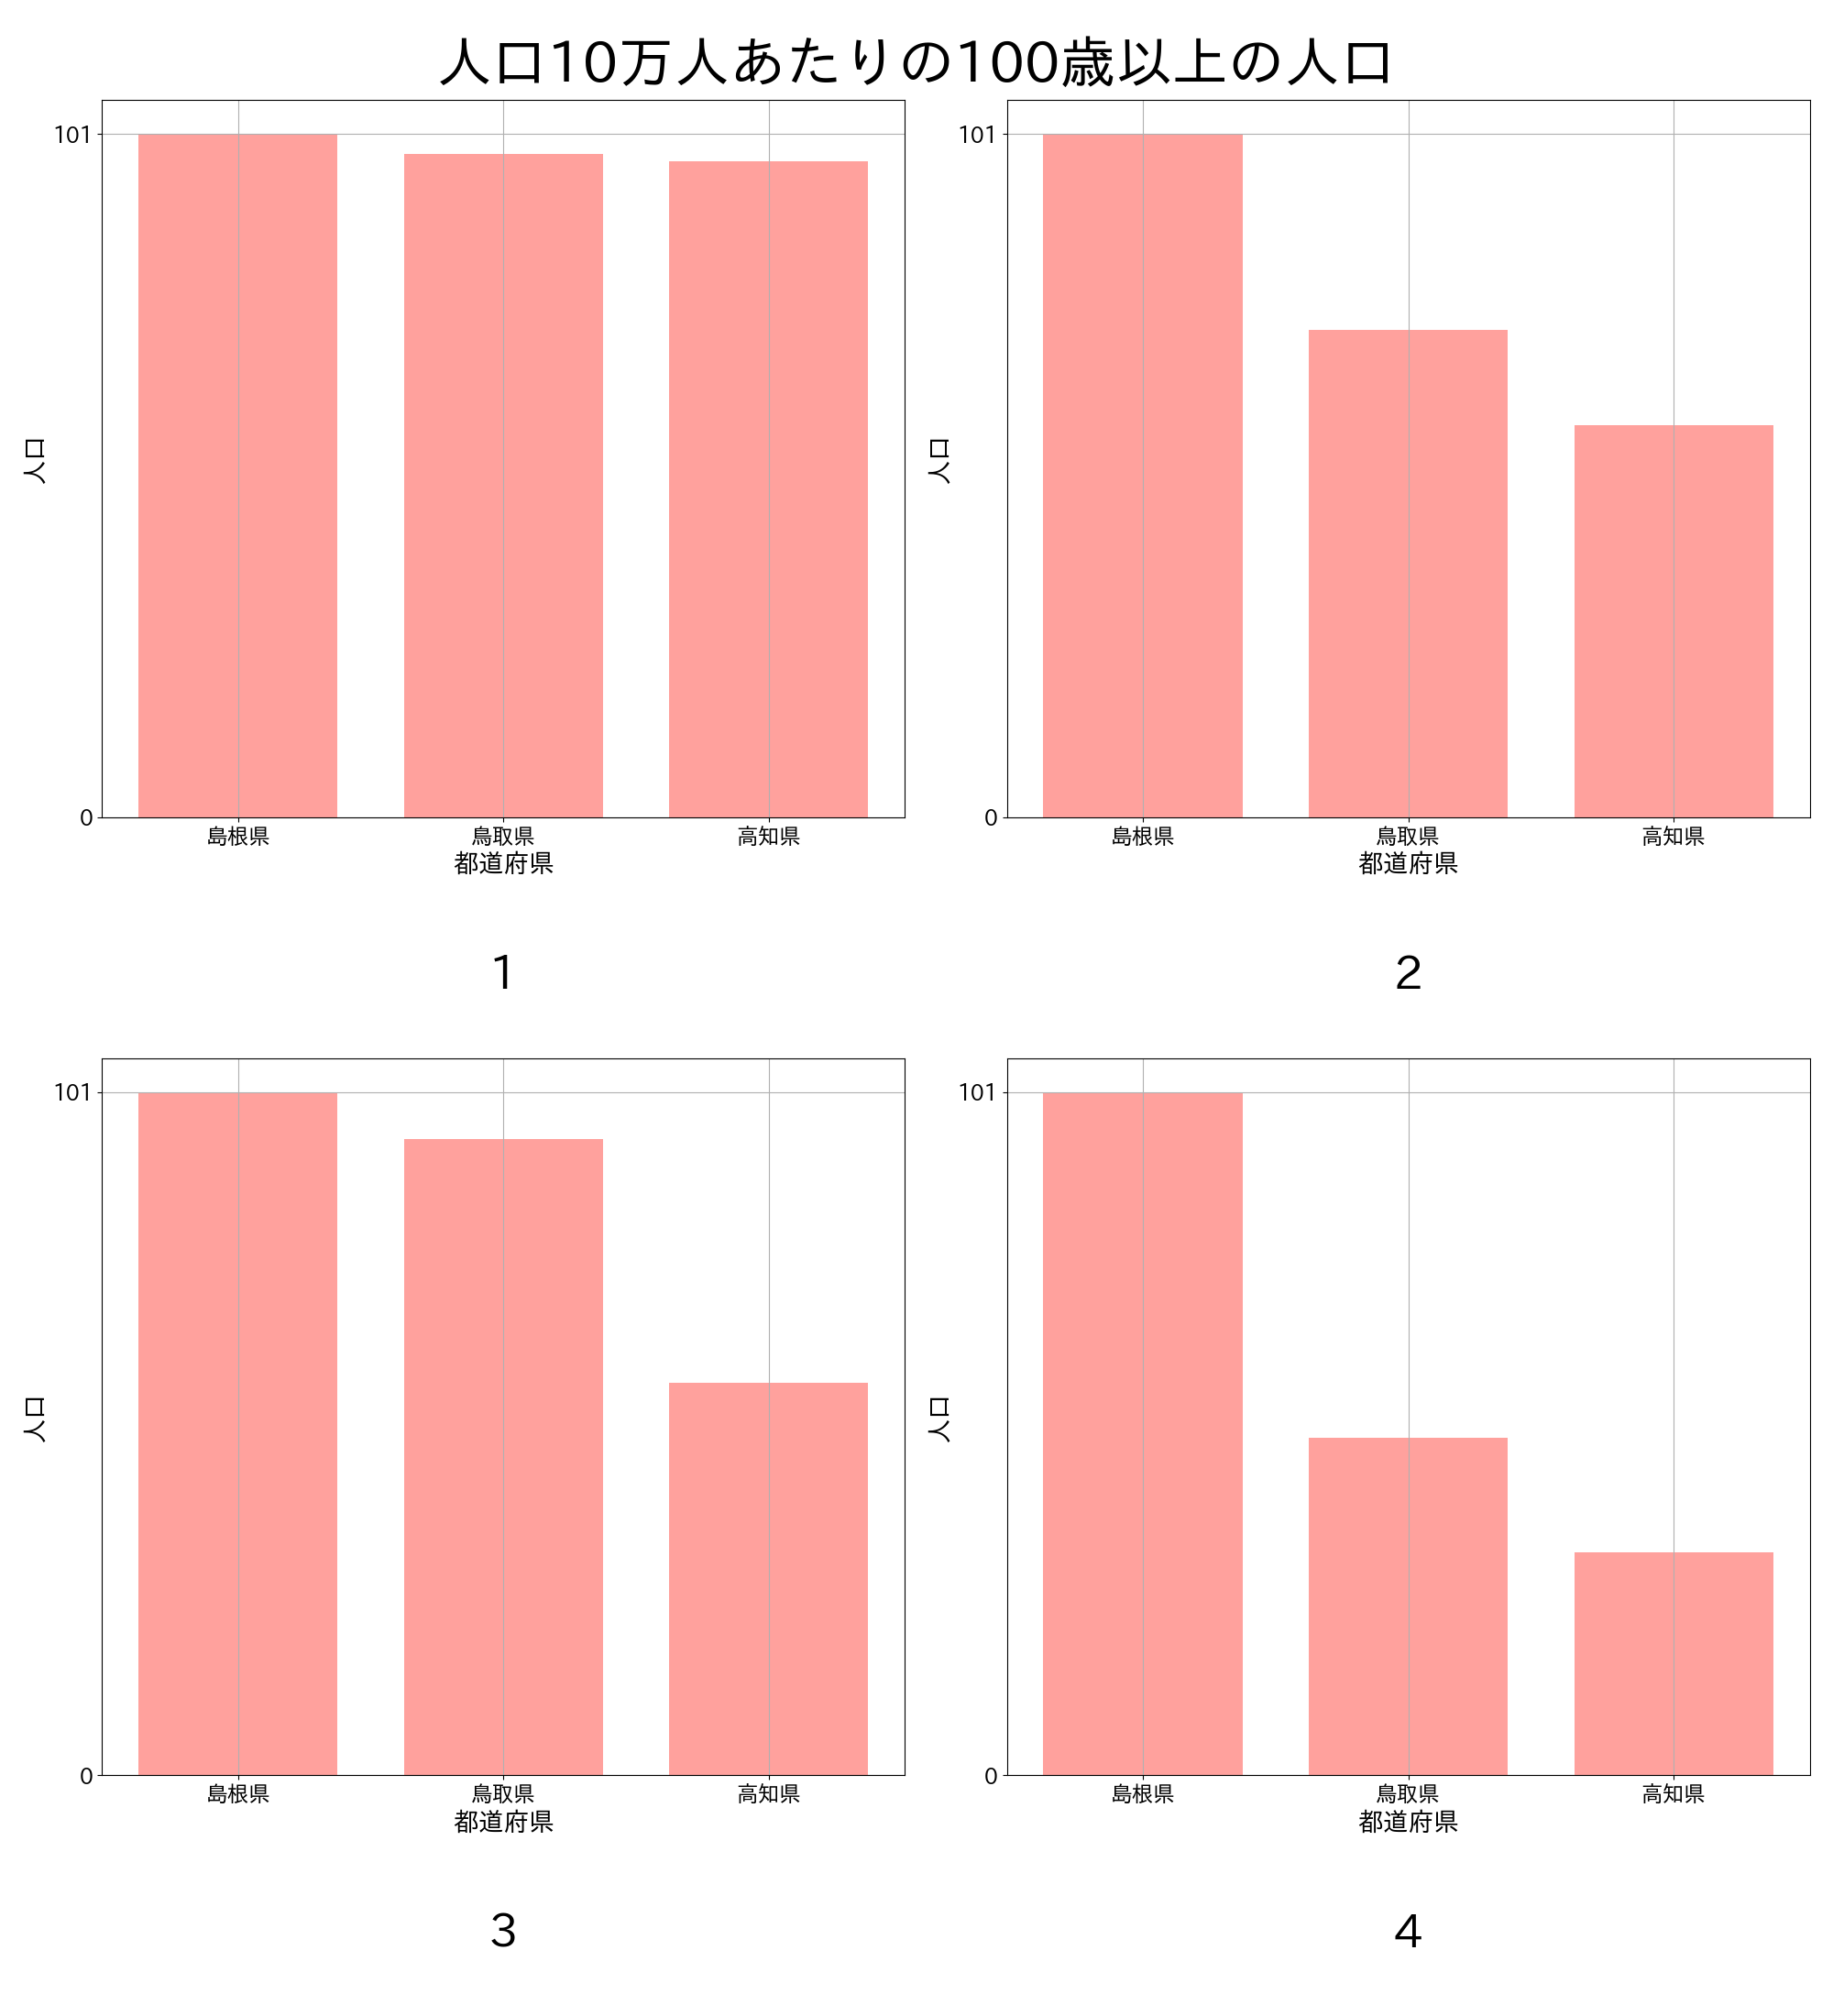 人口10万人あたりの100歳以上の人口
101
0
人口
島根県 鳥取県 高知県
都道府県
1
101
0
人口
島根県 鳥取県 高知県
都道府県
2
101
0
人口
島根県 鳥取県 高知県
都道府県
3
101
0
人口
島根県 鳥取県 高知県
都道府県
4